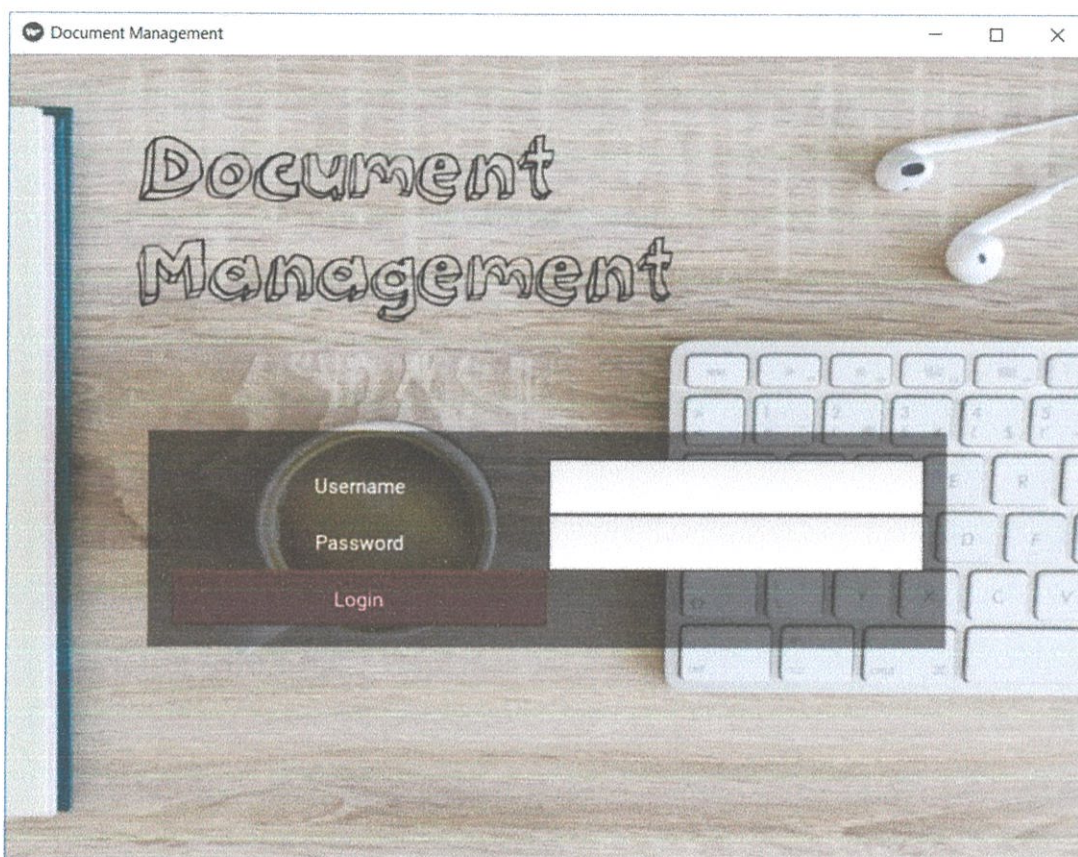 Document Management
Document
Management
Username
Password
Login
E R
D F
X C V